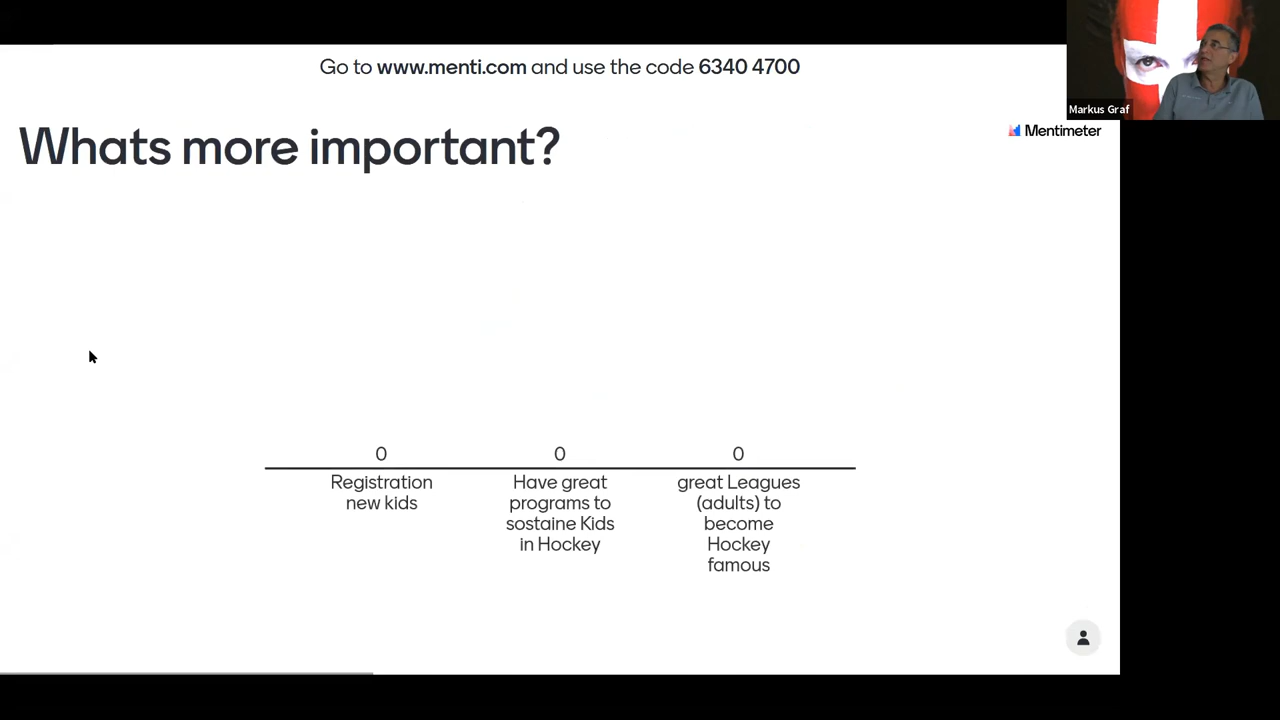 Go to www.menti.com and use the code 6340 4700
Markus Graf
Mentimeter
Whats more important?
0
0
0
Registration
new kids
Have great
programs to
sostaine Kids
in Hockey
great Leagues
(adults) to
become
Hockey
famous